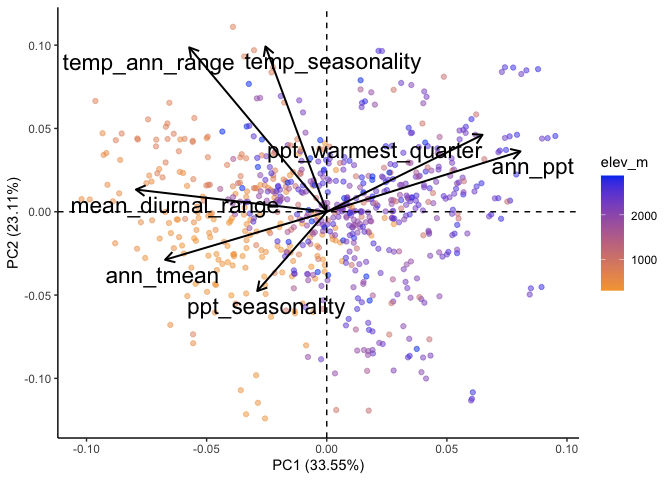 0.10
0.05
0.00
-0.05
-0.10
PC2 (23.11%)
temp_ann_range
temp_seasonality
ppt_warmest_quarter
ann_ppt
mean_diurnal_range
ann_tmean
ppt_seasonality
-0.10
-0.05
0.00
0.05
0.10
PC1 (33.55%)
elev_m
2000
1000